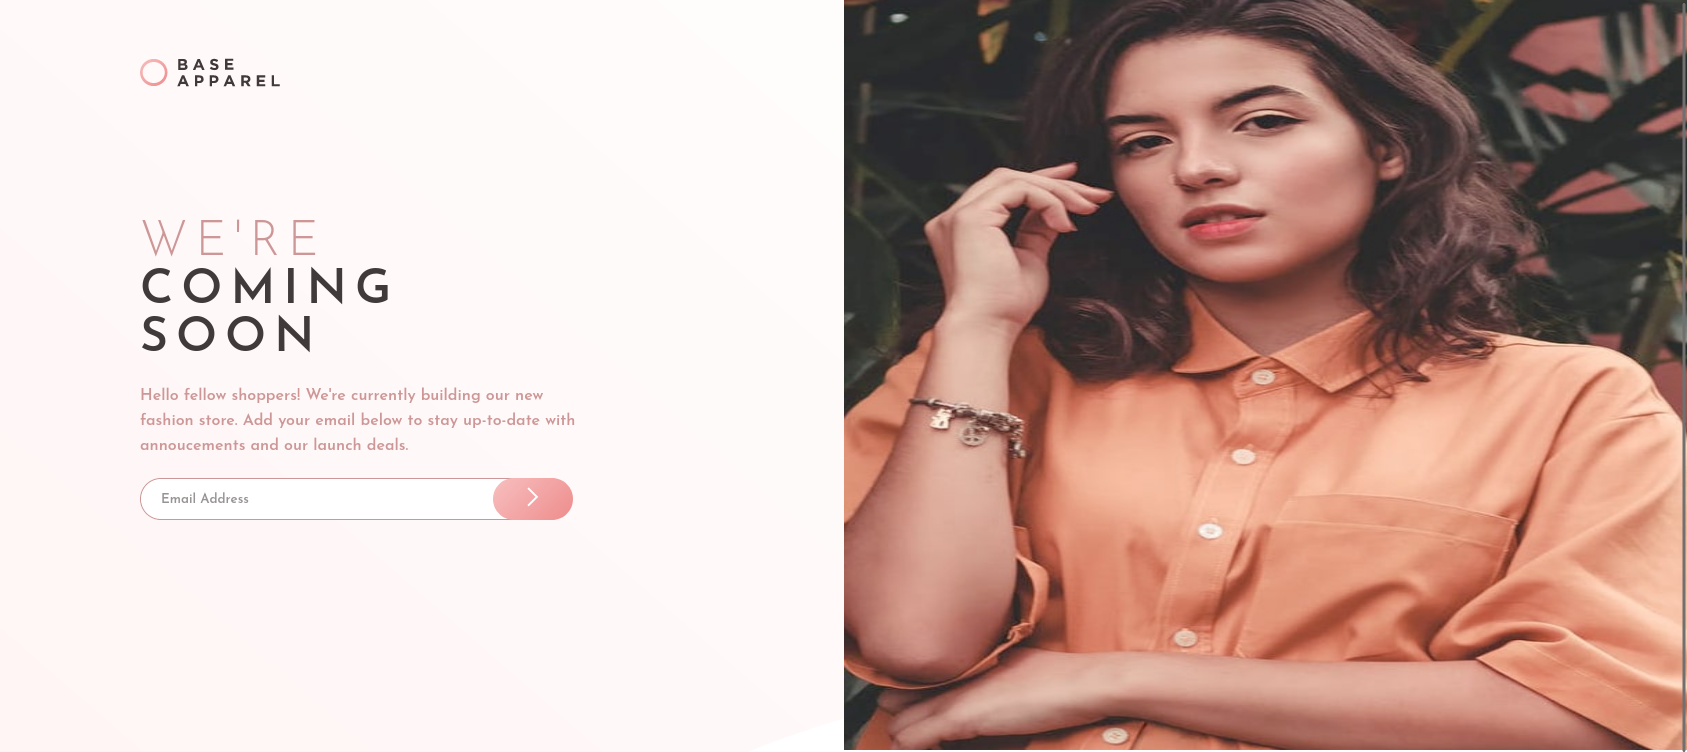 BASE
APPAREL
WE'RE
COMING
SOON
Hello fellow shoppers! We're currently building our new
fashion store. Add your email below to stay up-to-date with
annoucements and our launch deals.
Email Address